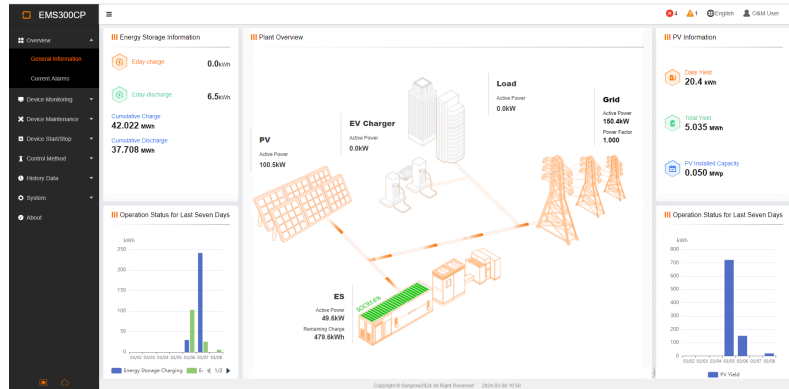 EMS300CP
4
1
English
O&M User
Overview
General Information
Current Alarms
Device Monitoring
Device Maintenance
Device Start/Stop
Control Method
History Data
System
About
Energy Storage Information
Eday-charge
0.0kWh
Eday-discharge
6.5kWh
Cumulative Charge
42.022 MWh
Cumulative Discharge
37.708 MWh
Operation Status for Last Seven Days
kWh
250
200
150
100
50
0
03/02 03/03 03/04 03/05 03/06 03/07 03/08
Energy Storage Charging
1/2
Plant Overview
Load
Active Power
0.0kW
Grid
Active Power
150.4kW
Power Factor
1.000
EV Charger
Active Power
0.0kW
PV
Active Power
100.5kW
SOC93.6%
ES
Active Power
49.6kW
Remaining Charge
479.6kWh
PV Information
Daily Yield
20.4 kWh
Total Yield
5.035 MWh
PV Installed Capacity
0.050 MWp
Operation Status for Last Seven Days
kWh
800
700
600
500
400
300
200
100
0
03/02 03/03 03/04 03/05 03/06 03/07 03/08
PV Yield
Copyright © Sungrow2024 All Right Reserved
2024-03-08 10:50